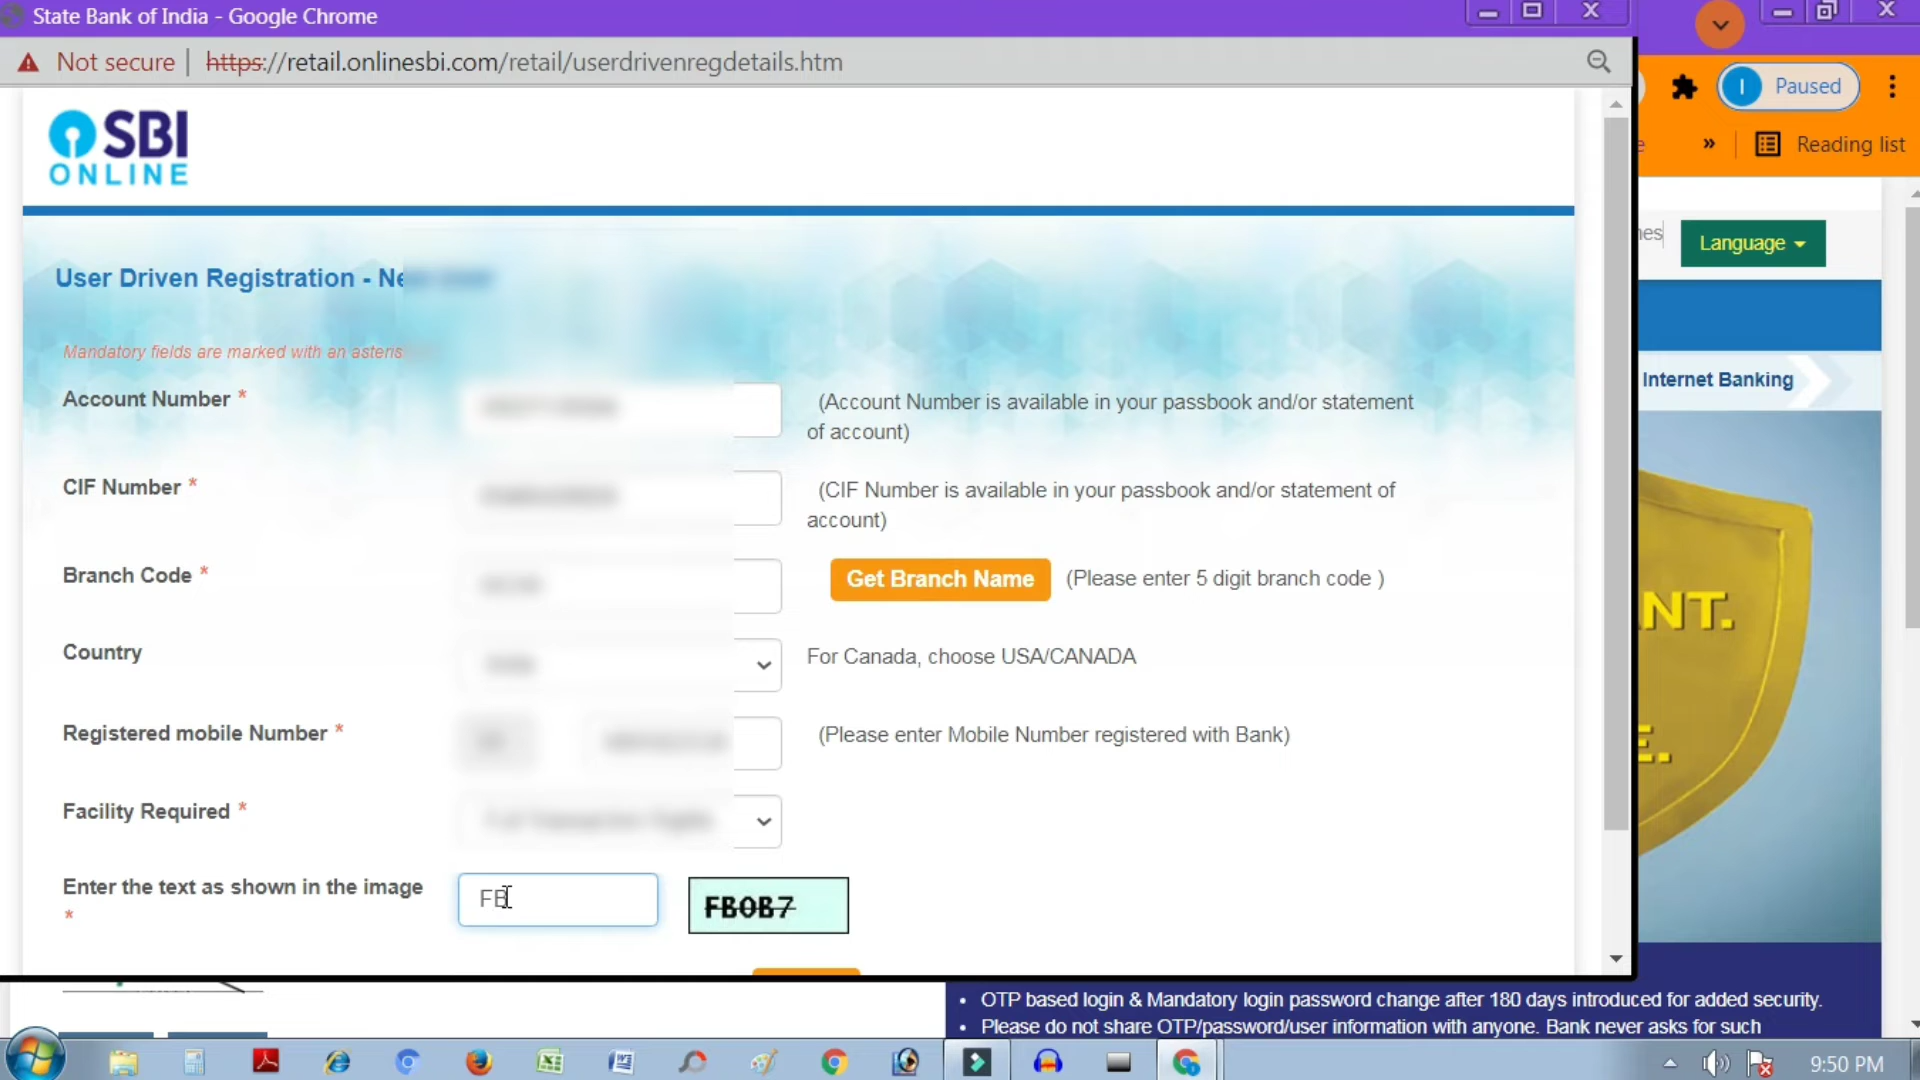 State Bank of India - Google Chrome
Not secure | https://retail.onlinesbi.com/retail/userdrivenregdetails.htm
I Paused
» Reading list
SBI
ONLINE
Language
User Driven Registration -
Internet Banking
Mandatory fields are marked with an
Account Number *
(Account Number is available in your passbook and/or statement
of account)
CIF Number *
(CIF Number is available in your passbook and/or statement of
account)
Branch Code *
Get Branch Name (Please enter 5 digit branch code )
Country
For Canada, choose USA/CANADA
Registered mobile Number *
(Please enter Mobile Number registered with Bank)
Facility Required *
Enter the text as shown in the image
*
FB
FB0B7
NT.
E.
• OTP based login & Mandatory login password change after 180 days introduced for added security.
• Please do not share OTP/password/user information with anyone. Bank never asks for such
9:50 PM